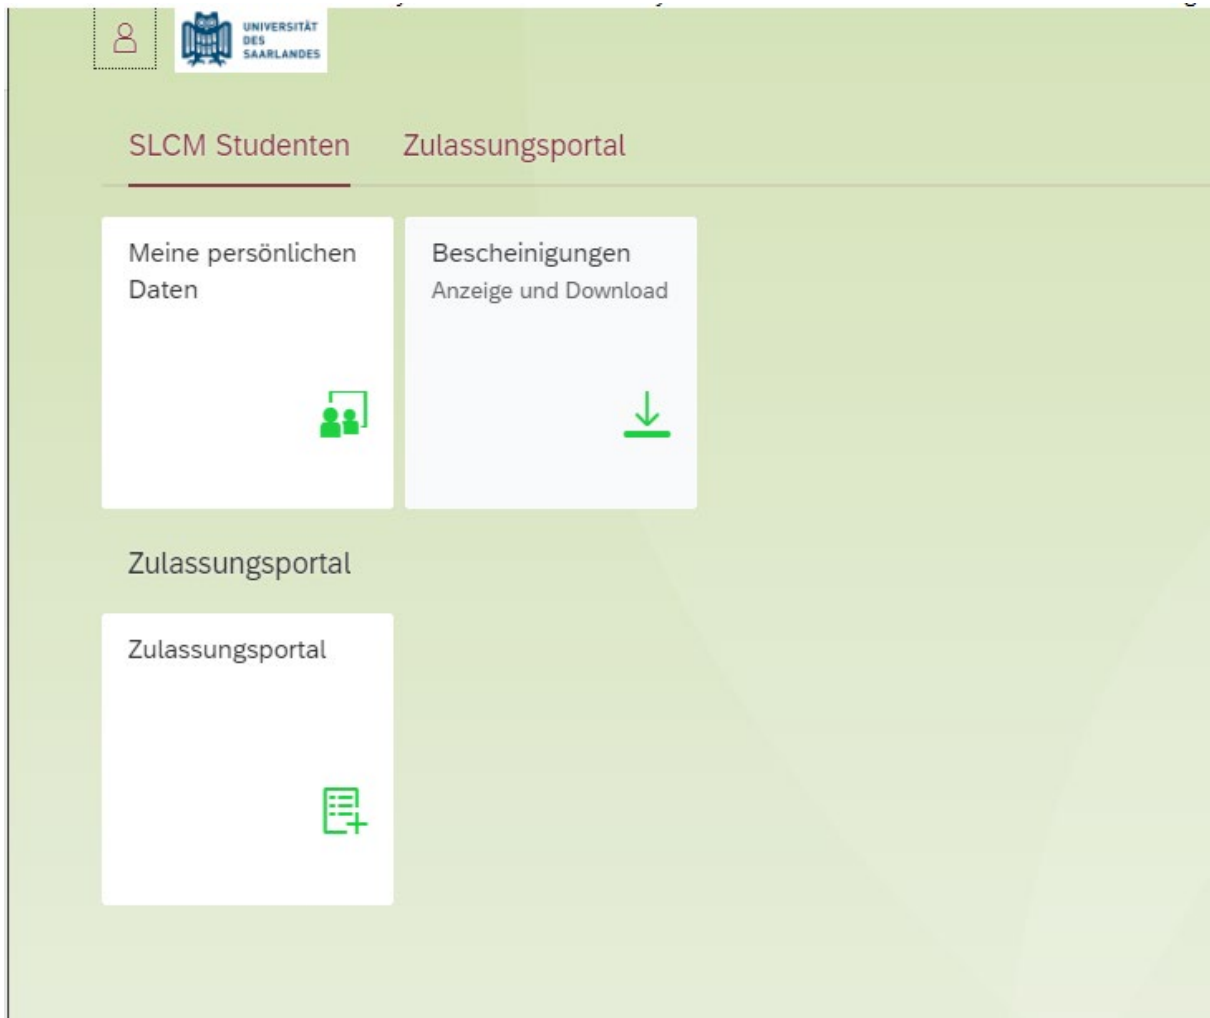 UNIVERSITÄT
DES
SAARLANDES
SLCM Studenten Zulassungsportal
Meine persönlichen
Daten
Bescheinigungen
Anzeige und Download
Zulassungsportal
Zulassungsportal